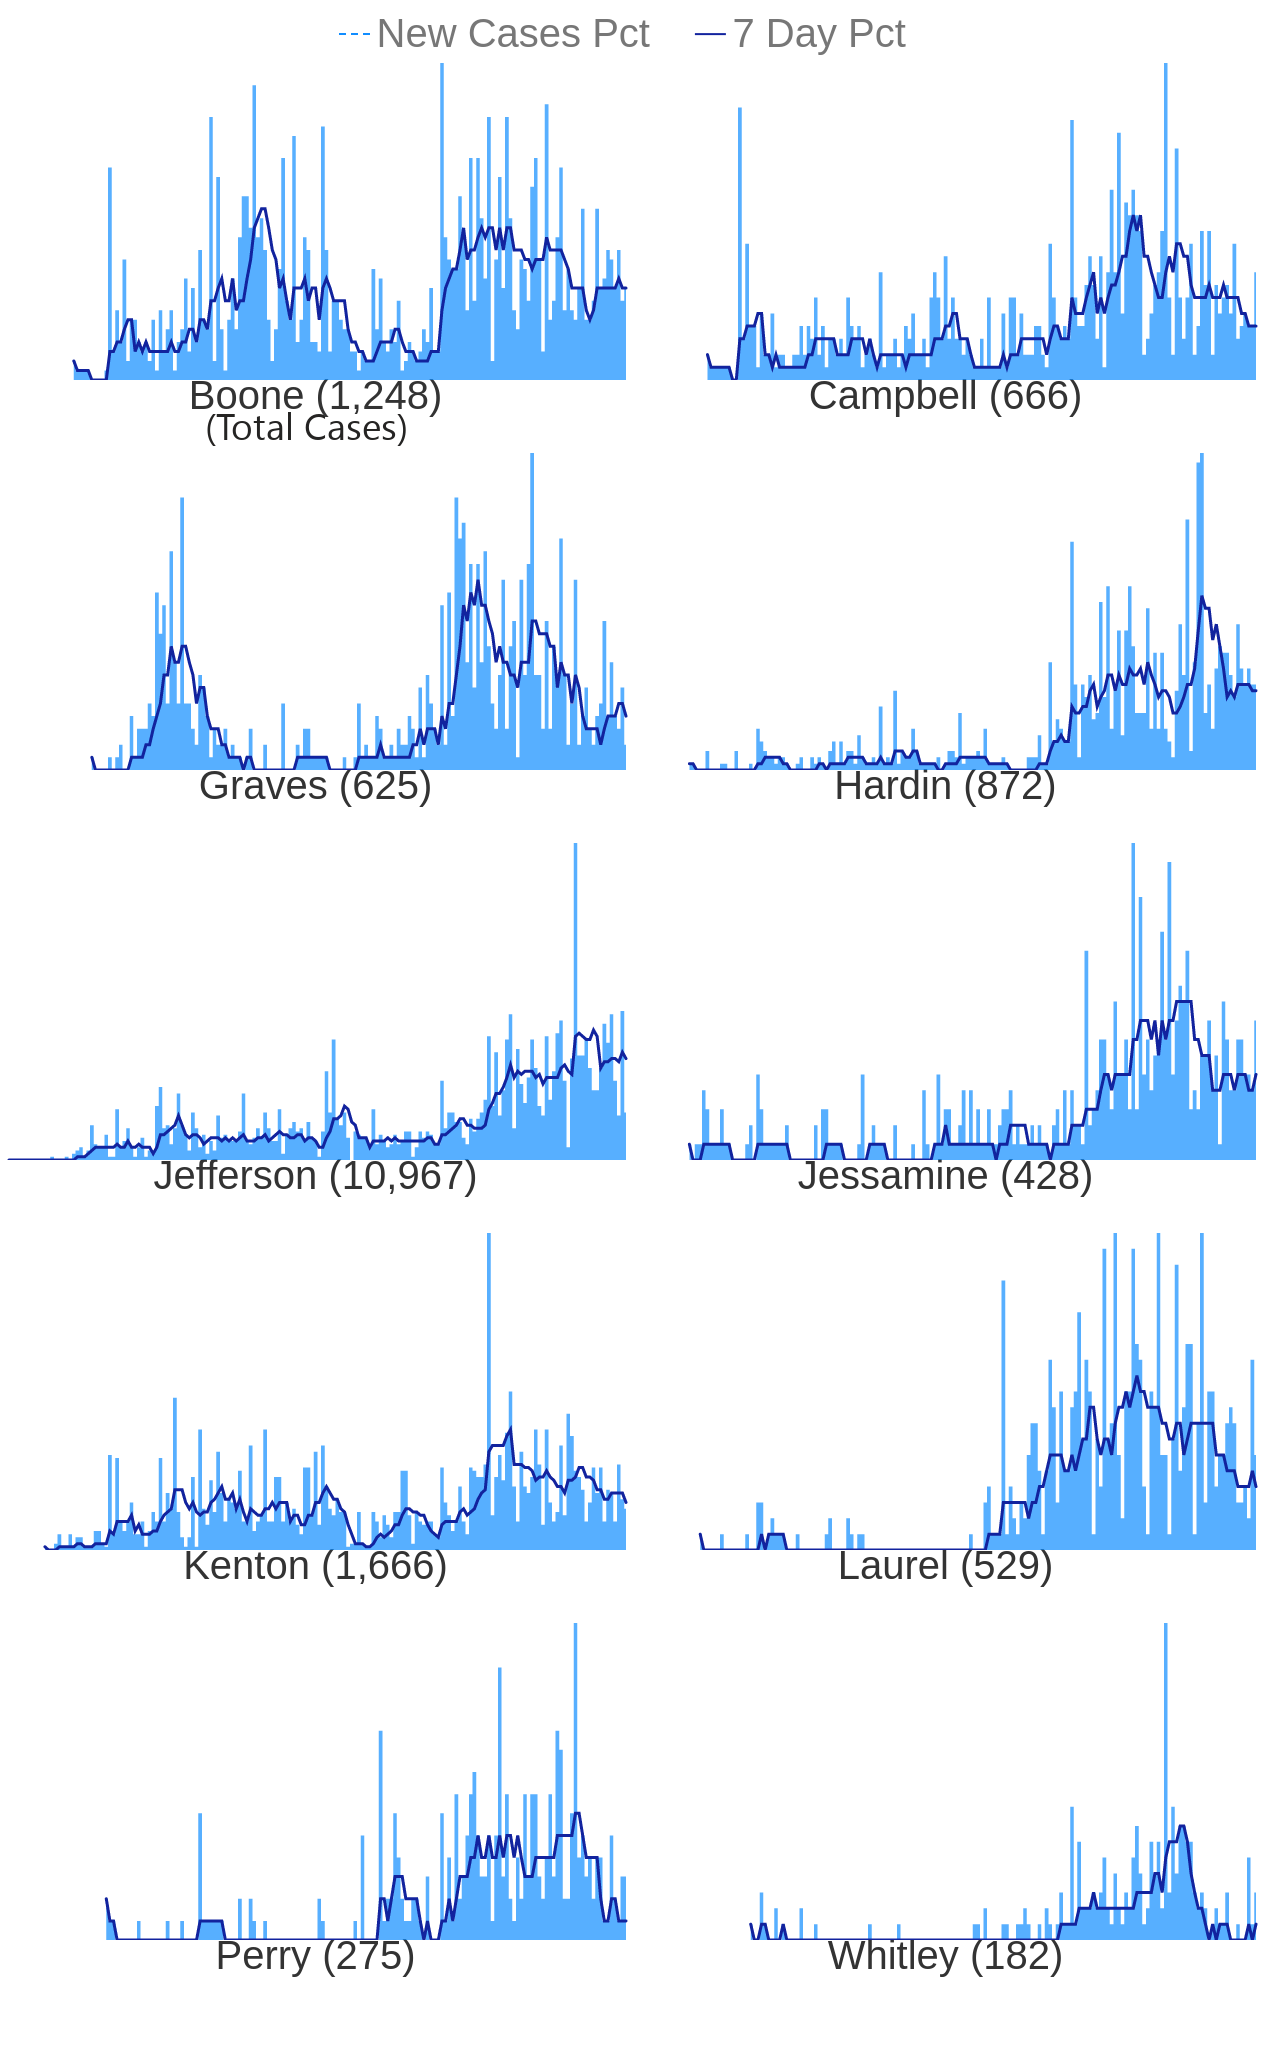 New Cases Pct 7 Day Pct
Boone (1,248) Campbell (666)
(Total Cases)
Graves (625) Hardin (872)
Jefferson (10,967) Jessamine (428)
Kenton (1,666) Laurel (529)
Perry (275) Whitley (182)